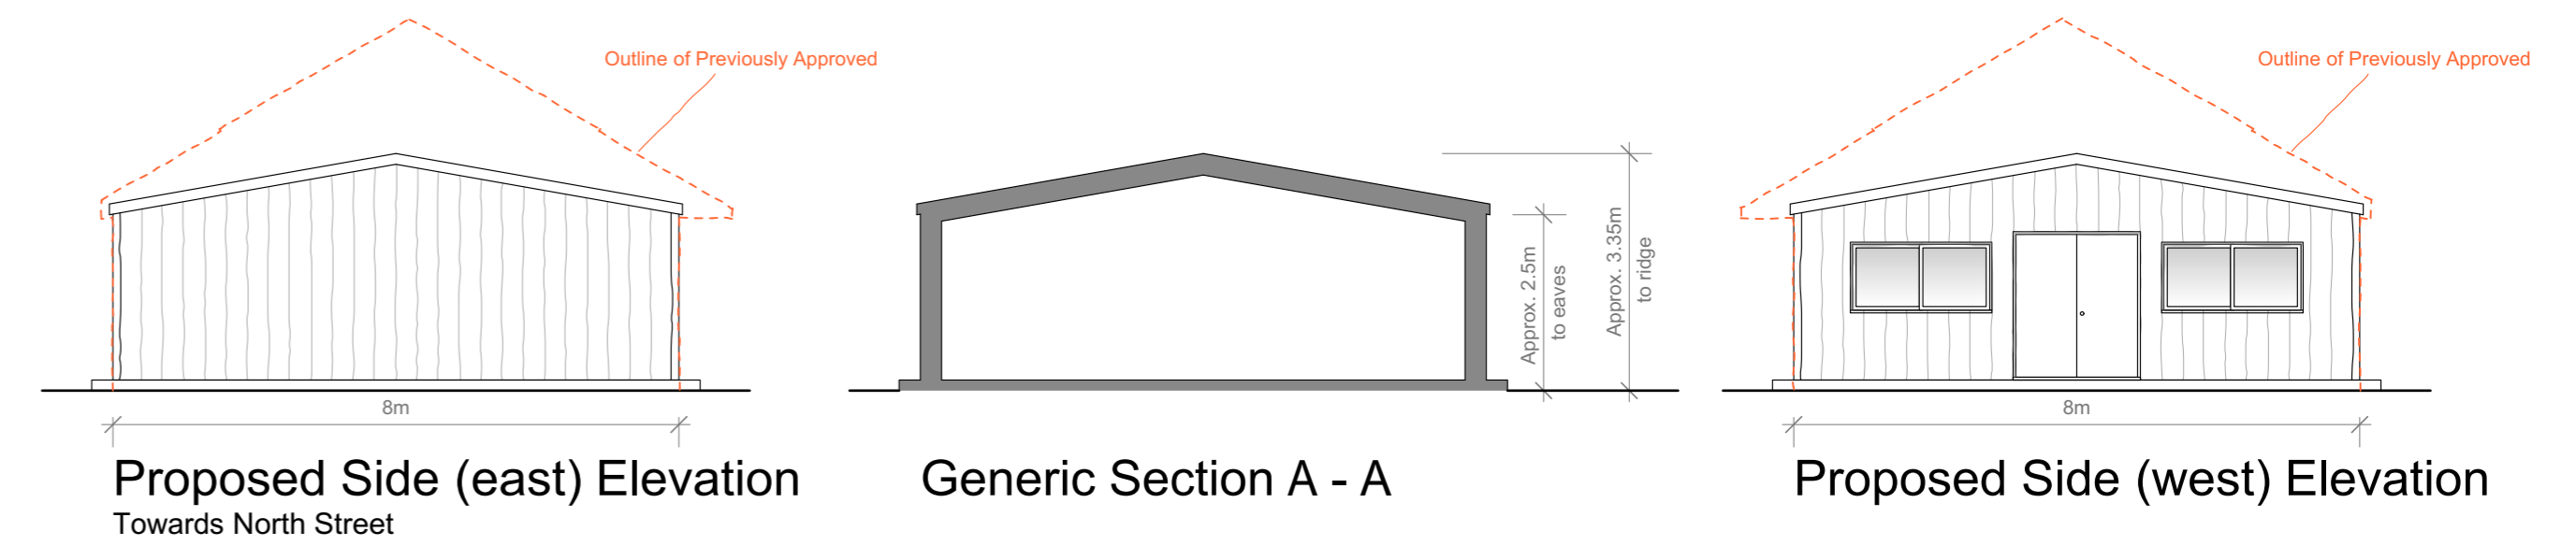 Outline of Previously Approved
8m
Proposed Side (east) Elevation
Towards North Street
Approx. 2.5m
to eaves
Approx. 3.35m
to ridge
Generic Section A - A
Outline of Previously Approved
8m
Proposed Side (west) Elevation